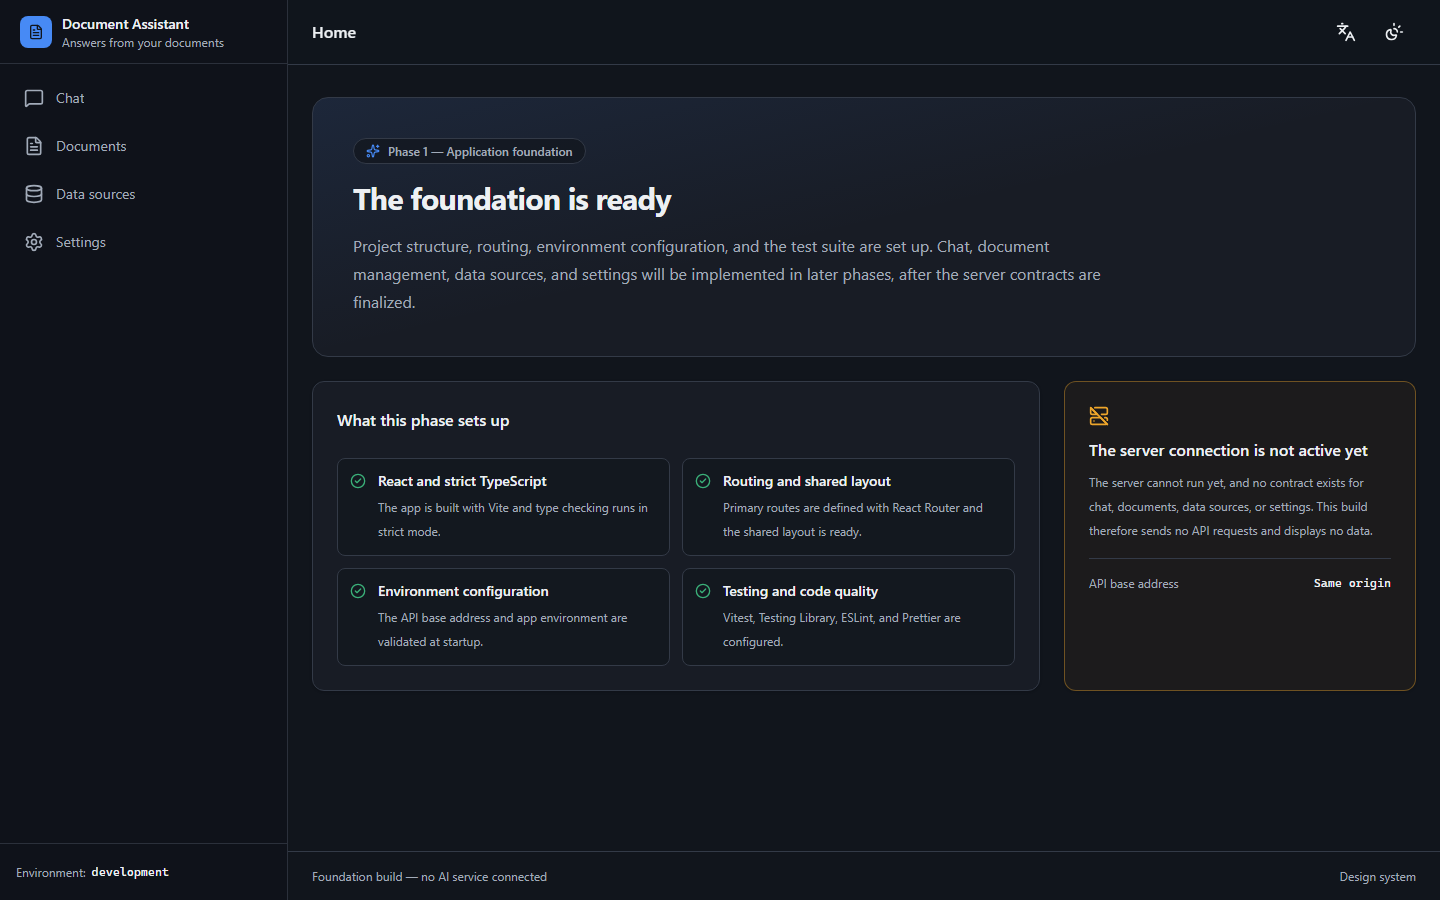 Document Assistant
Answers from your documents
Chat
Documents
Data sources
Settings
Environment: development
Home
Phase 1 — Application foundation
The foundation is ready
Project structure, routing, environment configuration, and the test suite are set up. Chat, document
management, data sources, and settings will be implemented in later phases, after the server contracts are
finalized.
What this phase sets up
React and strict TypeScript
The app is built with Vite and type checking runs in
strict mode.
Routing and shared layout
Primary routes are defined with React Router and
the shared layout is ready.
Environment configuration
The API base address and app environment are
validated at startup.
Testing and code quality
Vitest, Testing Library, ESLint, and Prettier are
configured.
The server connection is not active yet
The server cannot run yet, and no contract exists for
chat, documents, data sources, or settings. This build
therefore sends no API requests and displays no data.
API base address Same origin
Foundation build — no AI service connected
Design system